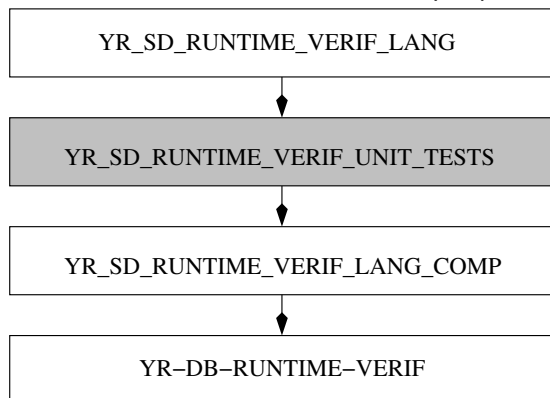 YR_SD_RUNTIME_VERIF_LANG
YR_SD_RUNTIME_VERIF_UNIT_TESTS
YR_SD_RUNTIME_VERIF_LANG_COMP
YR−DB−RUNTIME−VERIF